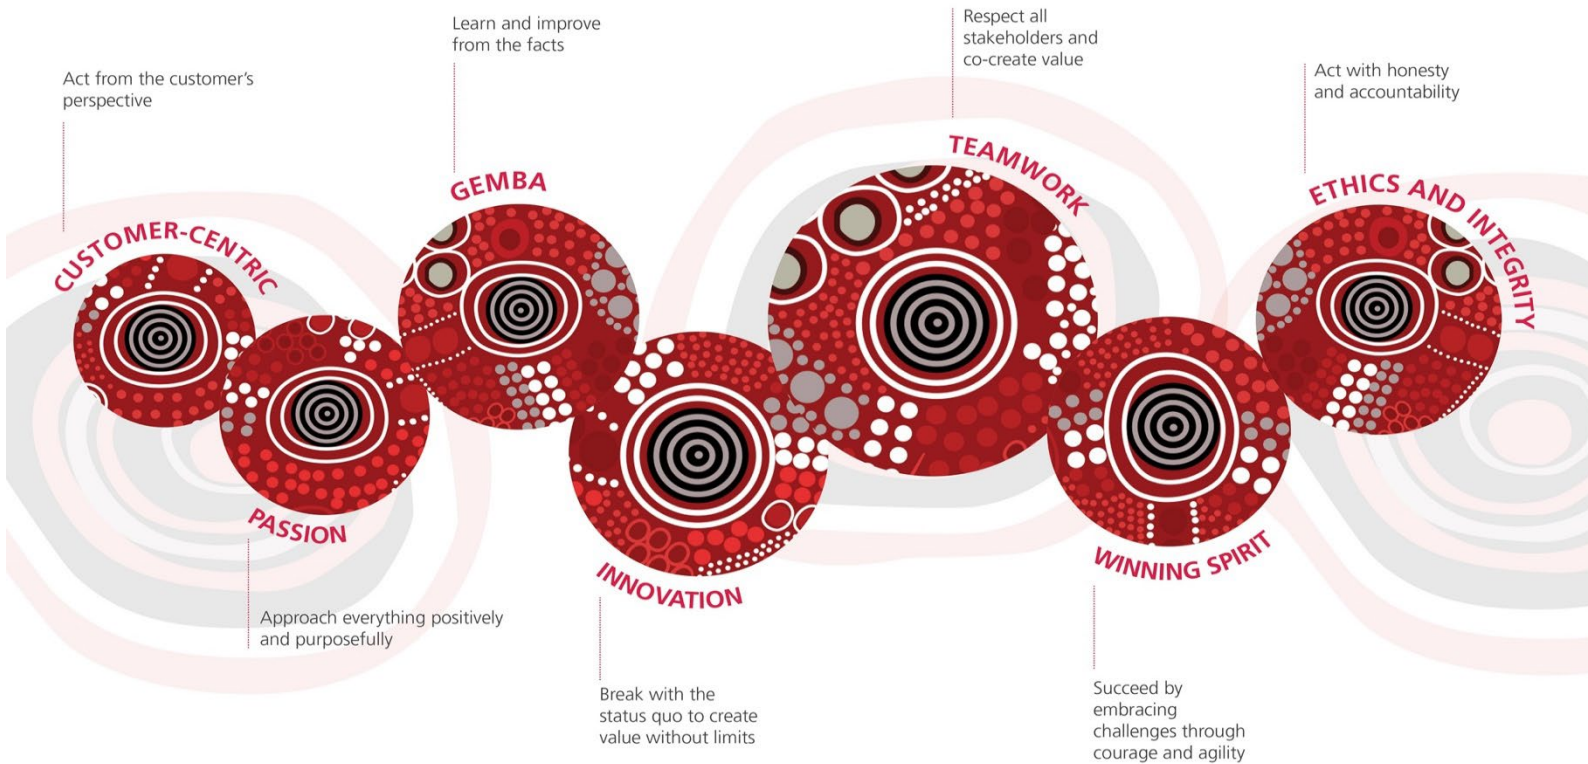 Act from the customer's
perspective
CUSTOMER-CENTRIC
PASSION
Approach everything positively
and purposefully
Learn and improve
from the facts
GEMBA
INNOVATION
Break with the
status quo to create
value without limits
Respect all
stakeholders and
co-create value
TEAMWORK
WINNING SPIRIT
Succeed by
embracing
challenges through
courage and agility
Act with honesty
and accountability
ETHICS AND INTEGRITY